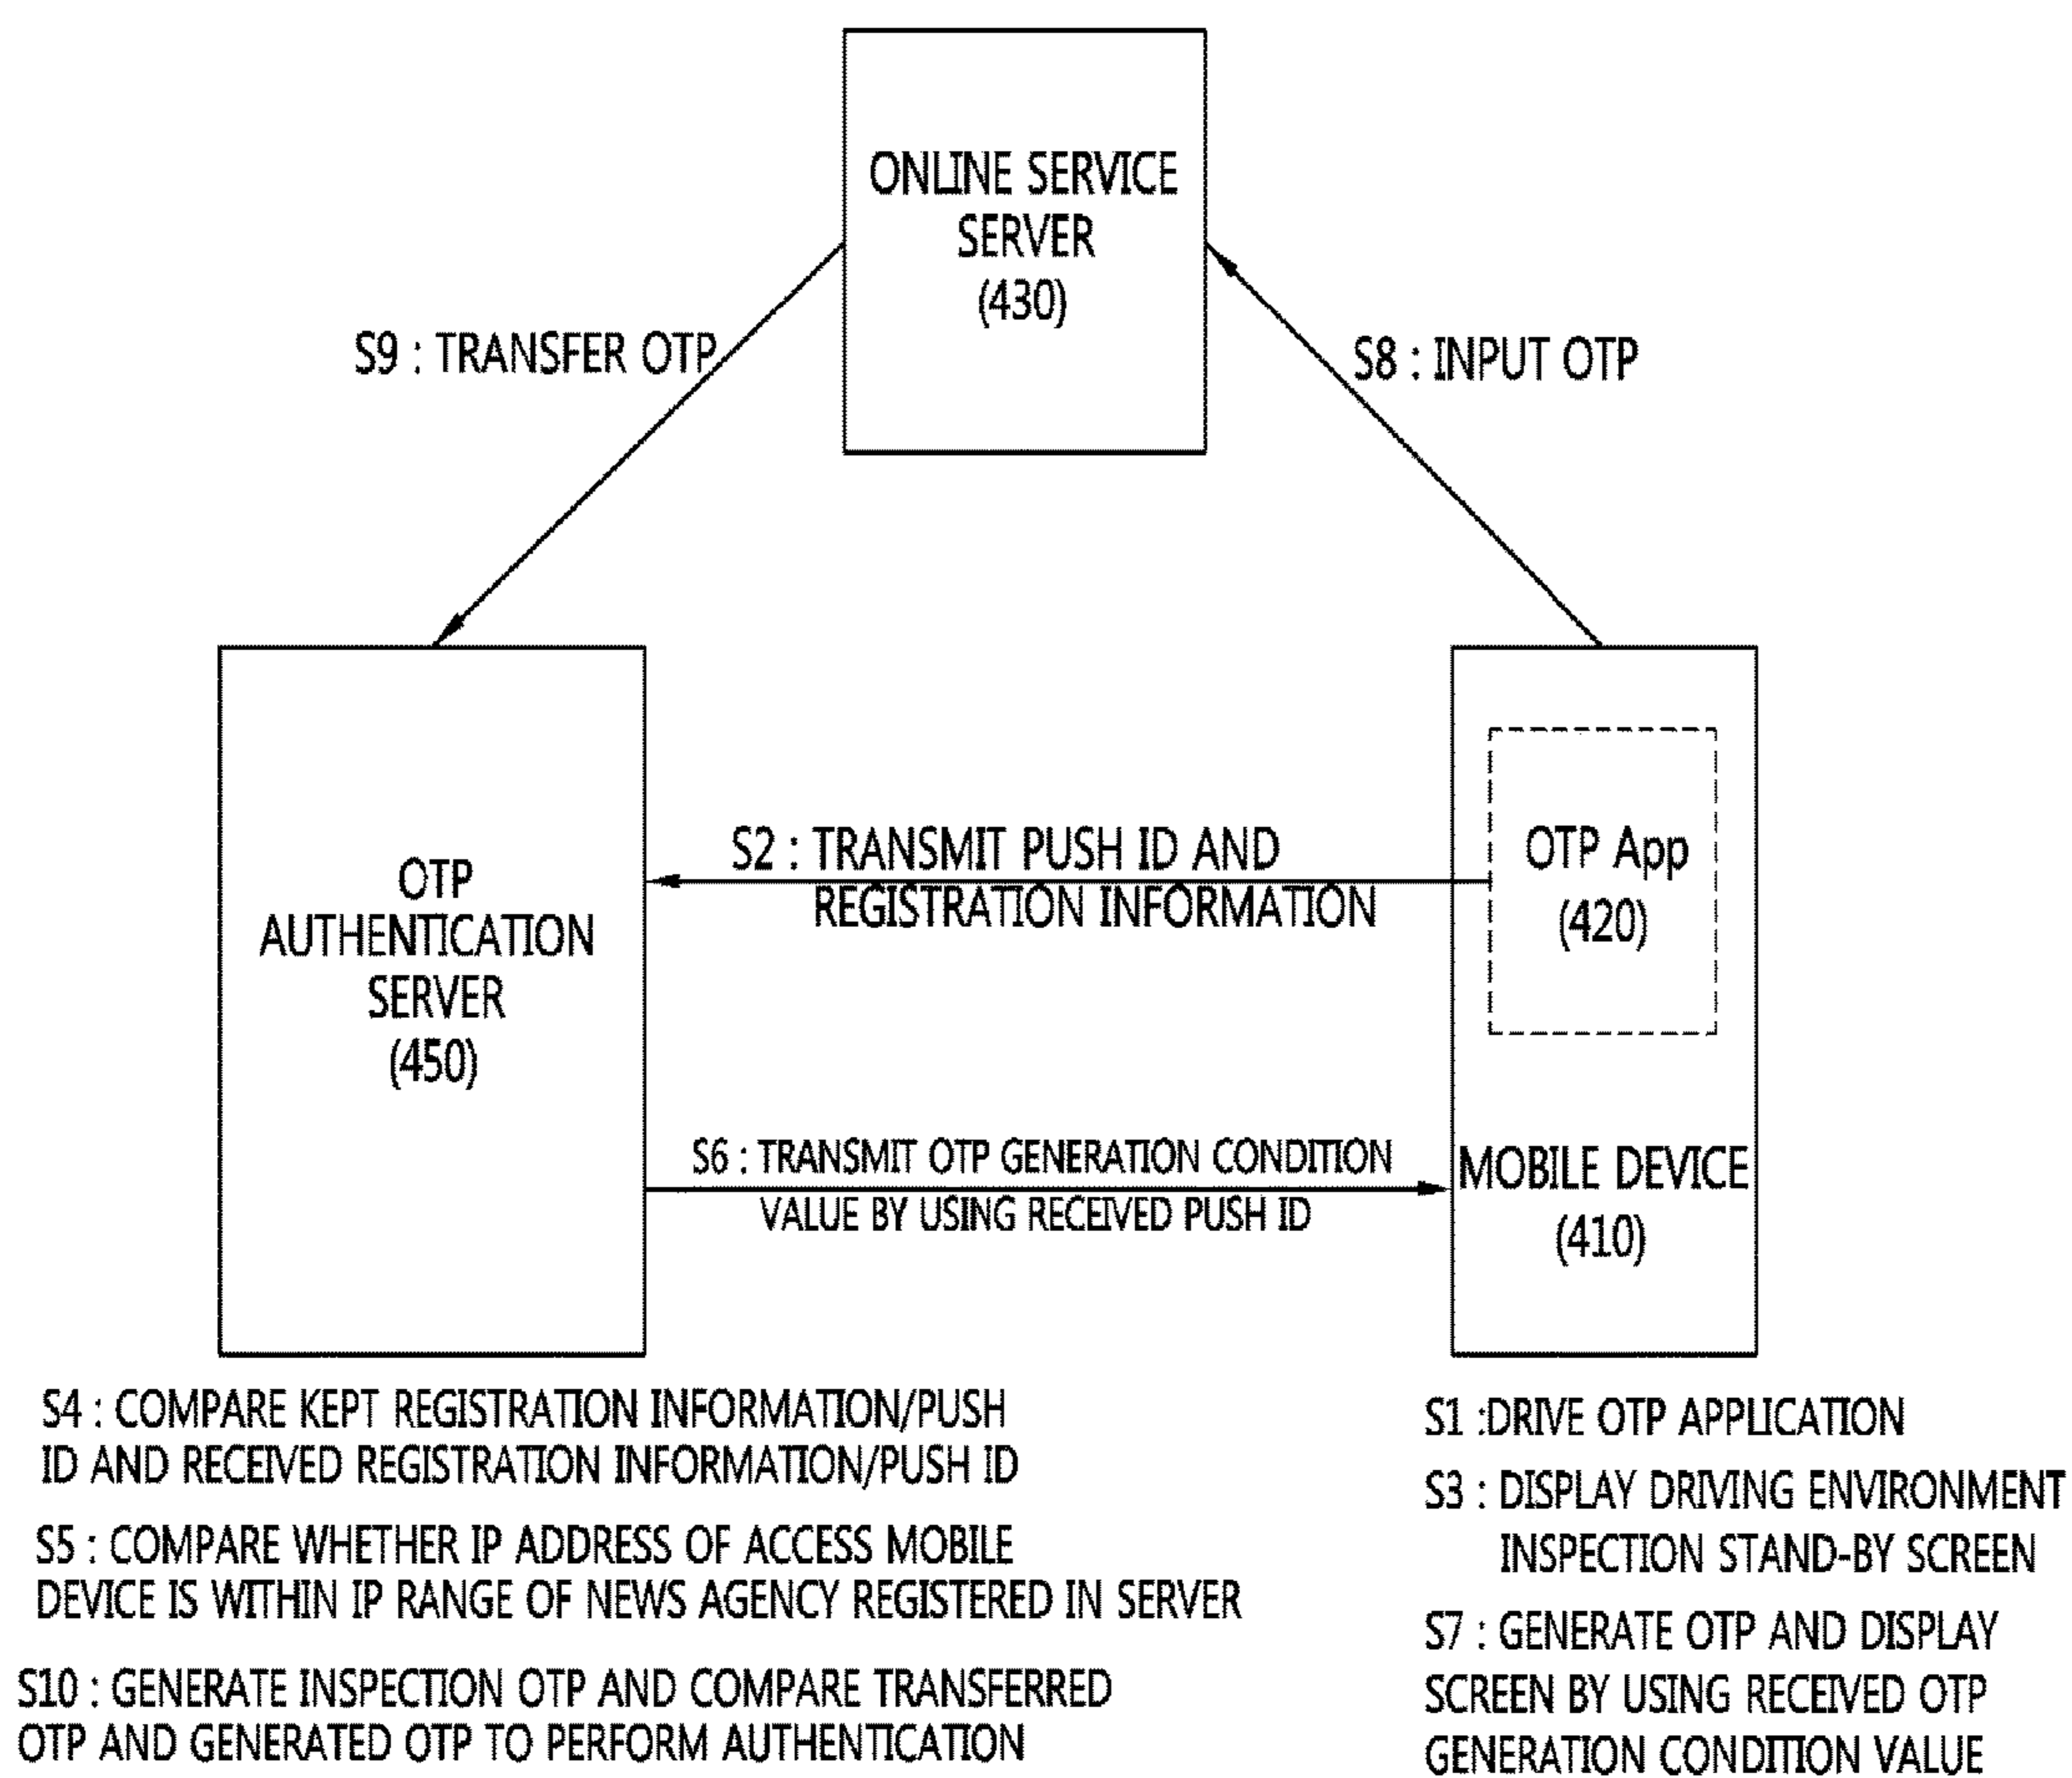 ONLINE SERVICE
SERVER
(430)
S9 : TRANSFER OTP
S8 : INPUT OTP
OTP
AUTHENTICATION
SERVER
(450)
S2 : TRANSMIT PUSH ID AND
REGISTRATION INFORMATION
OTP App
(420)
S6 : TRANSMIT OTP GENERATION CONDITION
VALUE BY USING RECEIVED PUSH ID
MOBILE DEVICE
(410)
S4 : COMPARE KEPT REGISTRATION INFORMATION/PUSH
ID AND RECEIVED REGISTRATION INFORMATION/PUSH ID
S5 : COMPARE WHETHER IP ADDRESS OF ACCESS MOBILE
DEVICE IS WITHIN IP RANGE OF NEWS AGENCY REGISTERED IN SERVER
S10 : GENERATE INSPECTION OTP AND COMPARE TRANSFERRED
OTP AND GENERATED OTP TO PERFORM AUTHENTICATION
S1 :DRIVE OTP APPLICATION
S3 : DISPLAY DRIVING ENVIRONMENT
INSPECTION STAND-BY SCREEN
S7 : GENERATE OTP AND DISPLAY
SCREEN BY USING RECEIVED OTP
GENERATION CONDITION VALUE